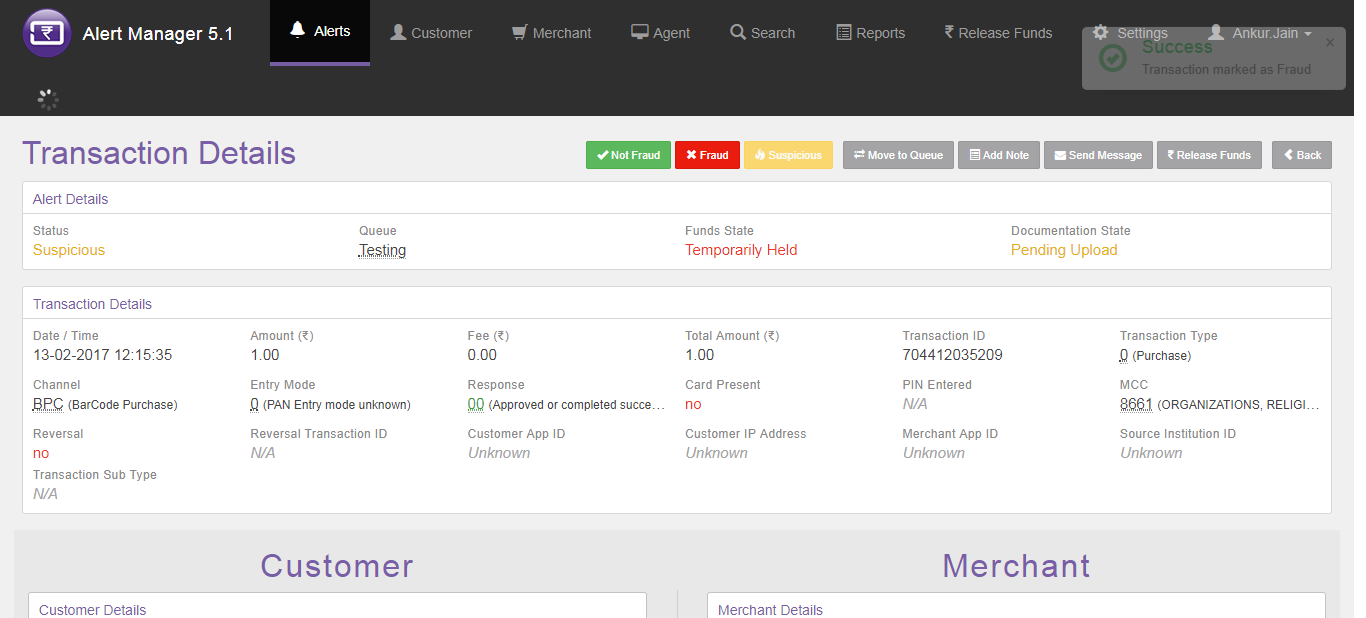 Alert Manager 5.1
Alerts
Customer
Merchant
Agent
Search
Reports
₹ Release Funds
Settings
Ankur.Jain
Success
×
Transaction marked as Fraud
Transaction Details
Not Fraud
Fraud
Suspicious
Move to Queue
Add Note
Send Message
₹ Release Funds
Back
Alert Details
Status
Queue
Funds State
Documentation State
Suspicious
Testing
Temporarily Held
Pending Upload
Transaction Details
Date / Time
Amount (₹)
Fee (₹)
Total Amount (₹)
Transaction ID
Transaction Type
13-02-2017 12:15:35
1.00
0.00
1.00
704412035209
0 (Purchase)
Channel
Entry Mode
Response
Card Present
PIN Entered
MCC
BPC (BarCode Purchase)
0 (PAN Entry mode unknown)
00 (Approved or completed succe…
no
N/A
8661 (ORGANIZATIONS, RELIGI…
Reversal
Reversal Transaction ID
Customer App ID
Customer IP Address
Merchant App ID
Source Institution ID
no
N/A
Unknown
Unknown
Unknown
Unknown
Transaction Sub Type
N/A
Customer
Merchant
Customer Details
Merchant Details